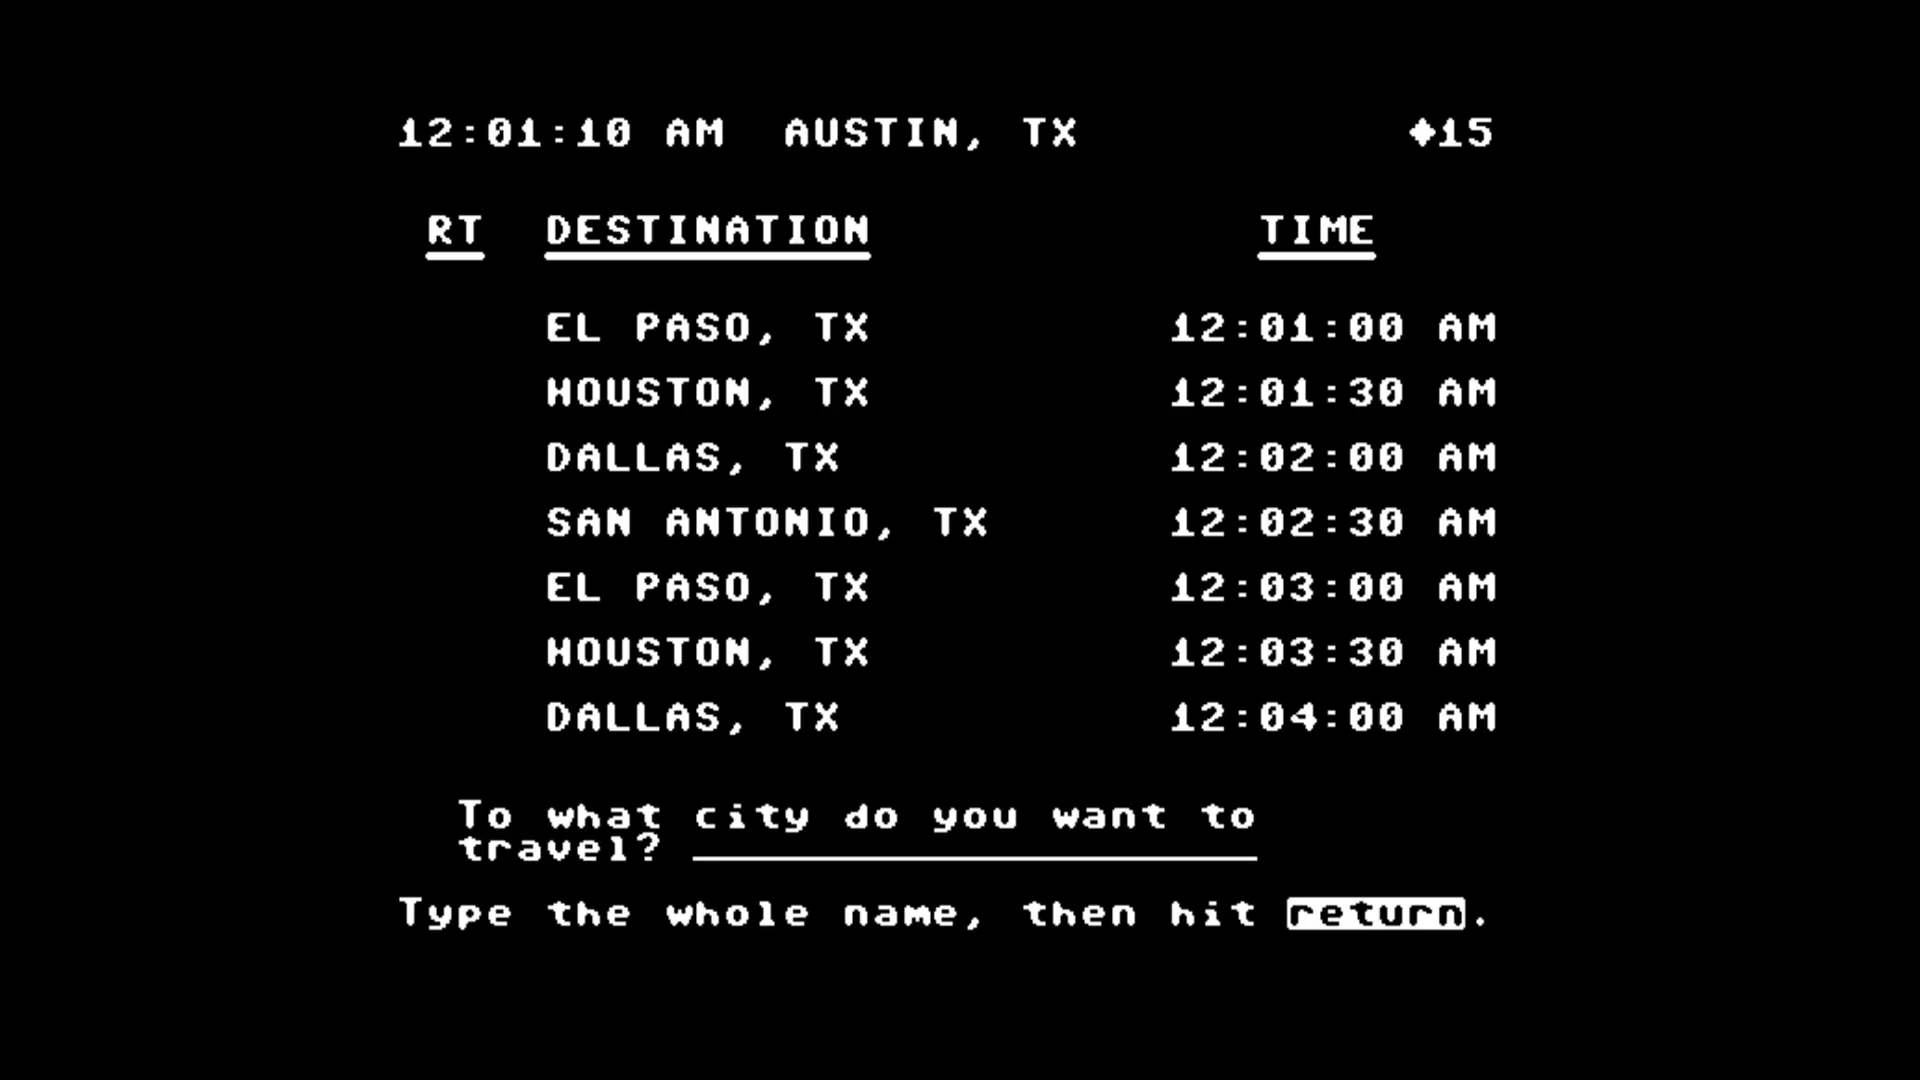 12:01:10 AM AUSTIN, TX ♦15
RT DESTINATION TIME
EL PASO, TX 12:01:00 AM
HOUSTON, TX 12:01:30 AM
DALLAS, TX 12:02:00 AM
SAN ANTONIO, TX 12:02:30 AM
EL PASO, TX 12:03:00 AM
HOUSTON, TX 12:03:30 AM
DALLAS, TX 12:04:00 AM
To what city do you want to
travel?
Type the whole name, then hit return.